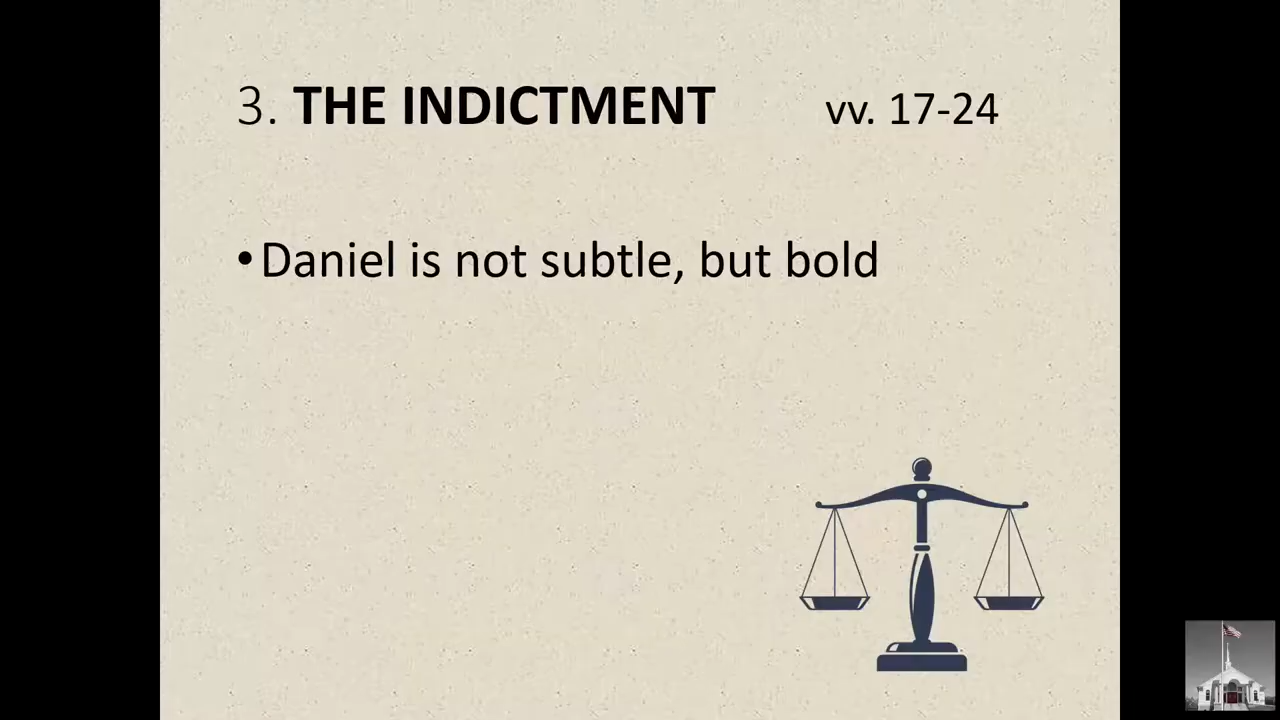 3. THE INDICTMENT vv. 17-24
•Daniel is not subtle, but bold